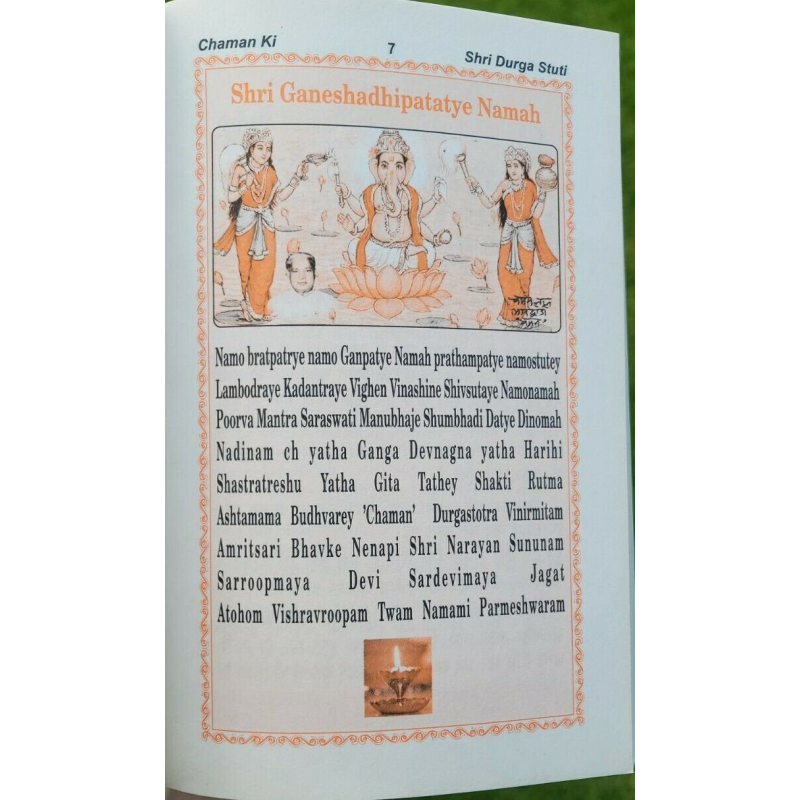 Chaman Ki 7 Shri Durga Stuti
Shri Ganeshadhipatatye Namah
Namo bratpatrye namo Ganpatye Namah prathampatye namostutey
Lambodraye Kadantraye Vighen Vinashine Shivsutaye Namonamah
Poorva Mantra Saraswati Manubhaje Shumbhadi Datye Dinomah
Nadinam ch yatha Ganga Devnagna yatha Harihi
Shastratreshu Yatha Gita Tathey Shakti Rutma
Ashtamama Budhvarey 'Chaman' Durgastotra Vinirmitam
Amritsari Bhavke Nenapi Shri Narayan Sununam
Sarroopmaya Devi Sardevimaya Jagat
Atohom Vishravroopam Twam Namami Parmeshwaram